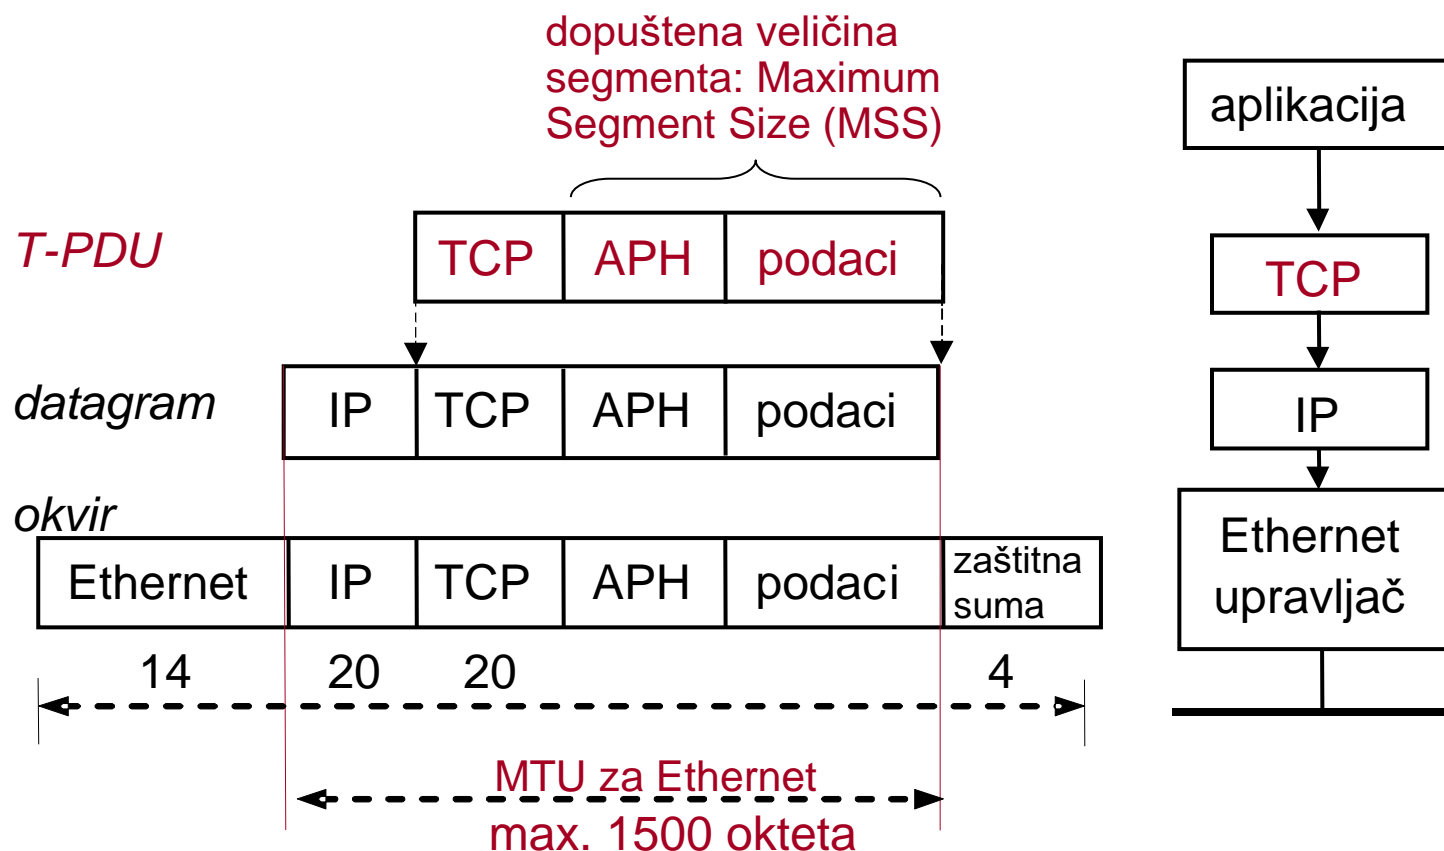 dopuštena veličina
segmenta: Maximum
Segment Size (MSS)
T-PDU
TCP APH podaci
datagram
IP TCP APH podaci
okvir
Ethernet IP TCP APH podaci zaštitna
suma
14 20 20 4
MTU za Ethernet
max. 1500 okteta
aplikacija
TCP
IP
Ethernet
upravljač